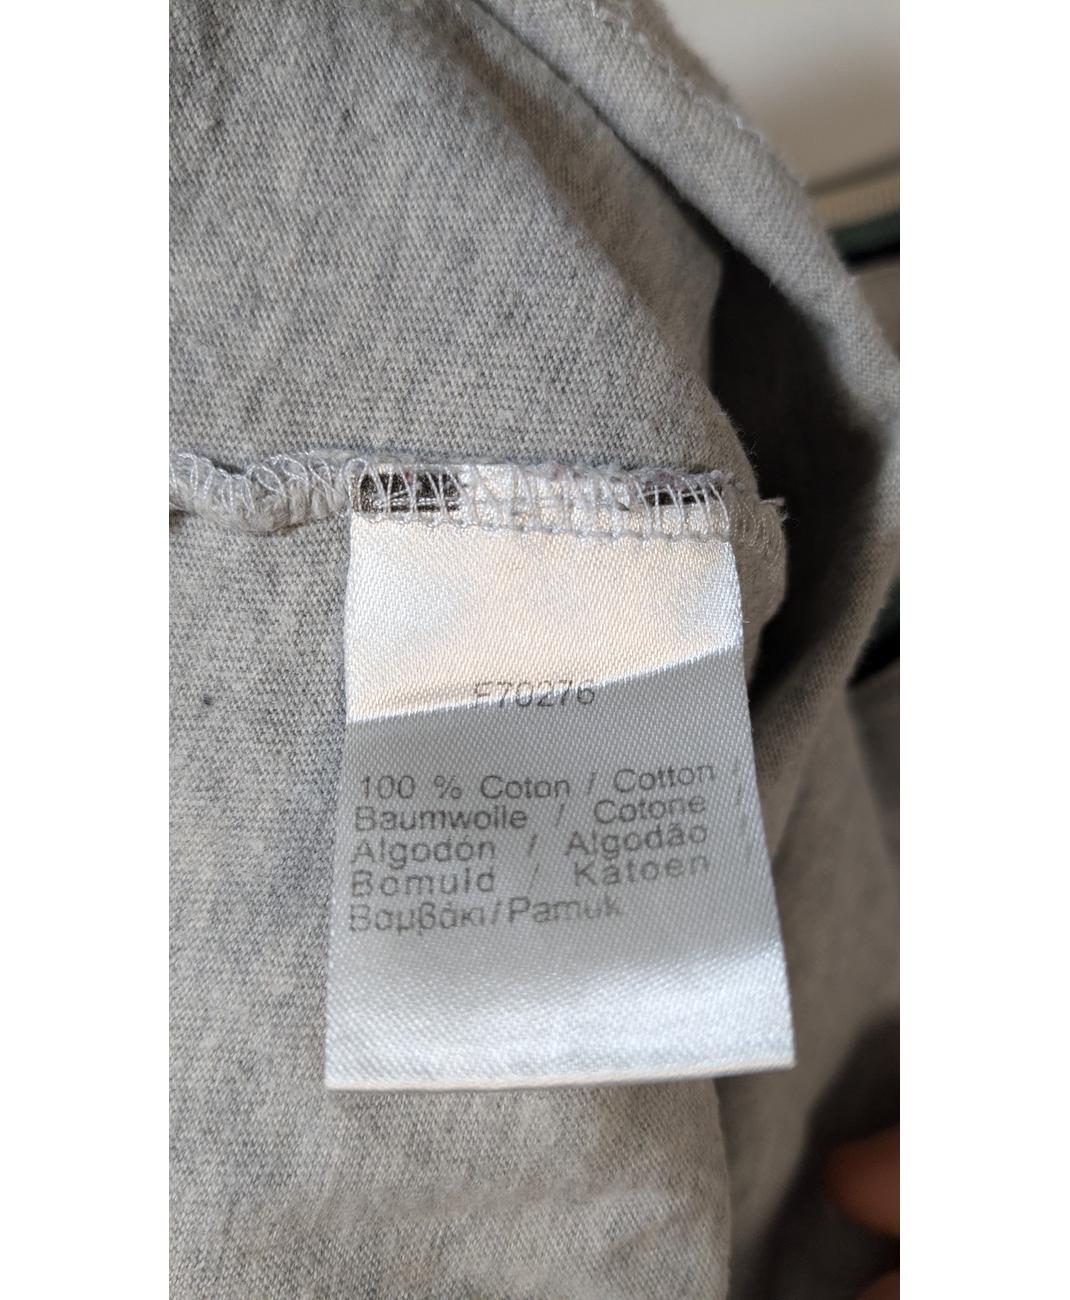 F70276
100 % Coton / Cotton /
Baumwolle / Cotone /
Algodón / Algodão /
Bomuld / Katoen /
Βαμβάκι/Pamuk